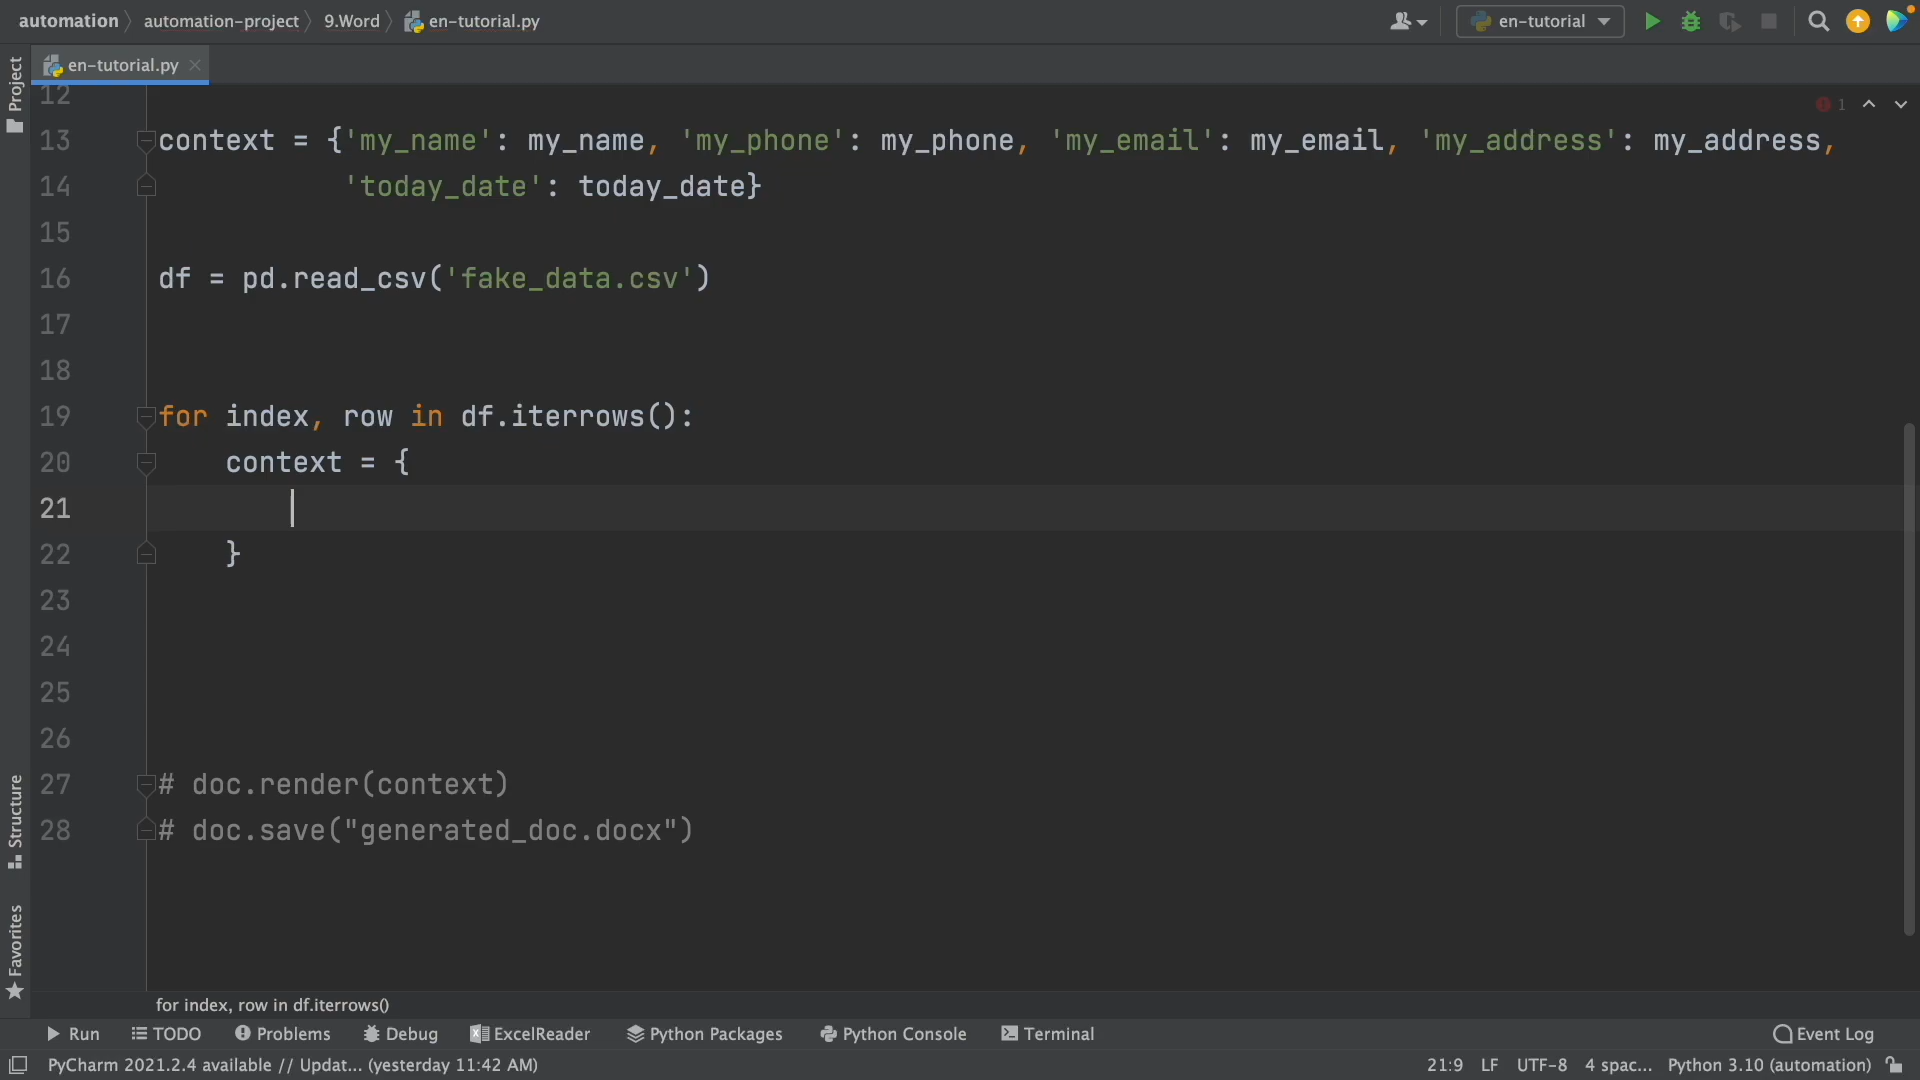 automation automation-project 9.Word en-tutorial.py en-tutorial
Project
en-tutorial.py
12
1
13 context = {'my_name': my_name, 'my_phone': my_phone, 'my_email': my_email, 'my_address': my_address,
14 'today_date': today_date}
15
16 df = pd.read_csv('fake_data.csv')
17
18
19 for index, row in df.iterrows():
20 context = {
21
22 }
23
24
25
26
27 # doc.render(context)
28 # doc.save("generated_doc.docx")
Structure
Favorites
for index, row in df.iterrows()
Run TODO Problems Debug ExcelReader Python Packages Python Console Terminal Event Log
PyCharm 2021.2.4 available // Updat... (yesterday 11:42 AM) 21:9 LF UTF-8 4 spac... Python 3.10 (automation)